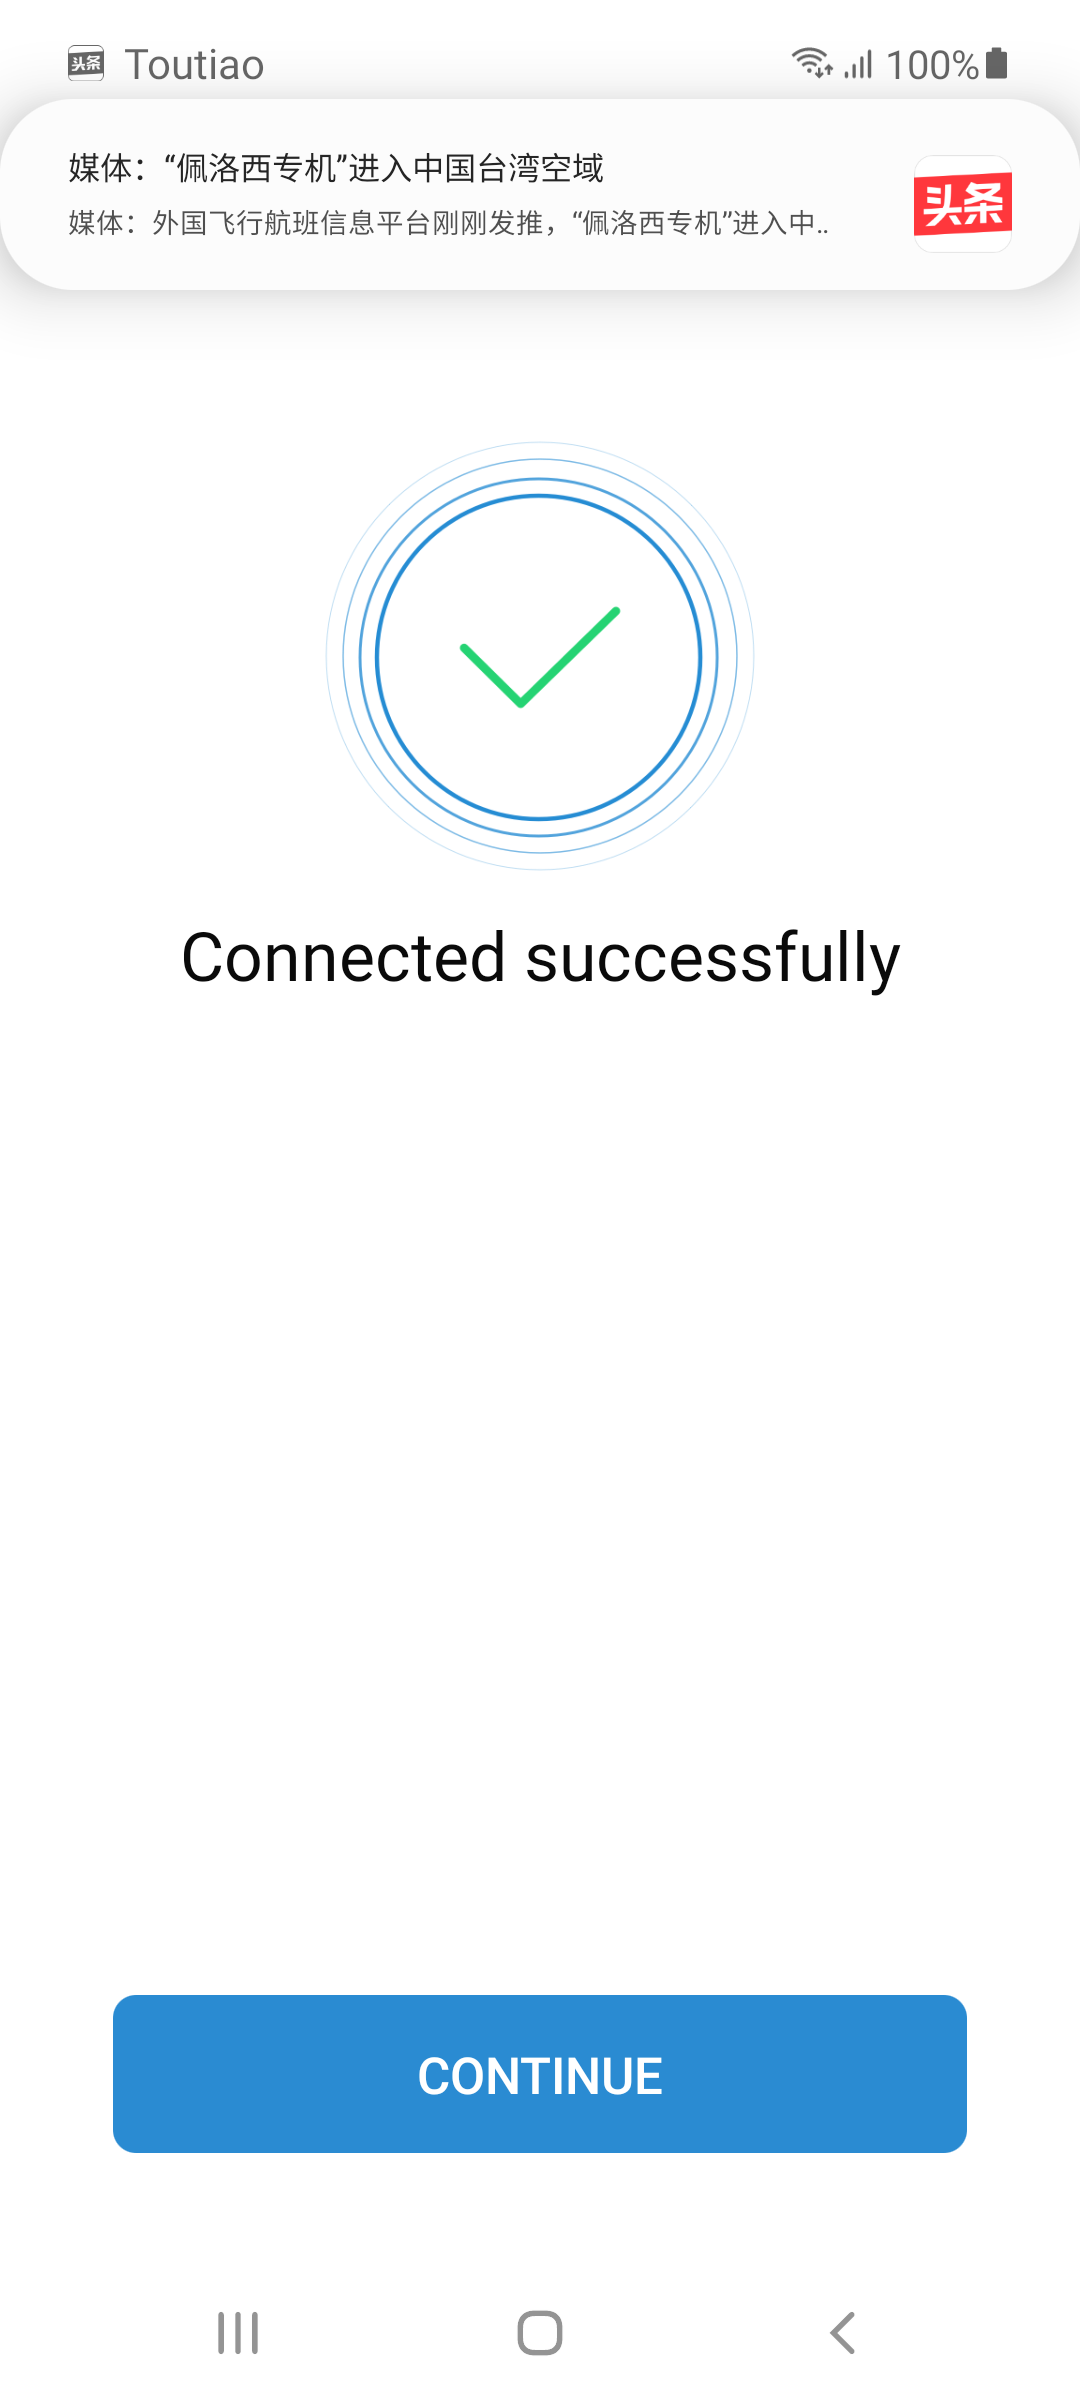 头条 Toutiao 100%
媒体：“佩洛西专机”进入中国台湾空域
媒体：外国飞行航班信息平台刚刚发推，“佩洛西专机”进入中..
头条
Connected successfully
CONTINUE